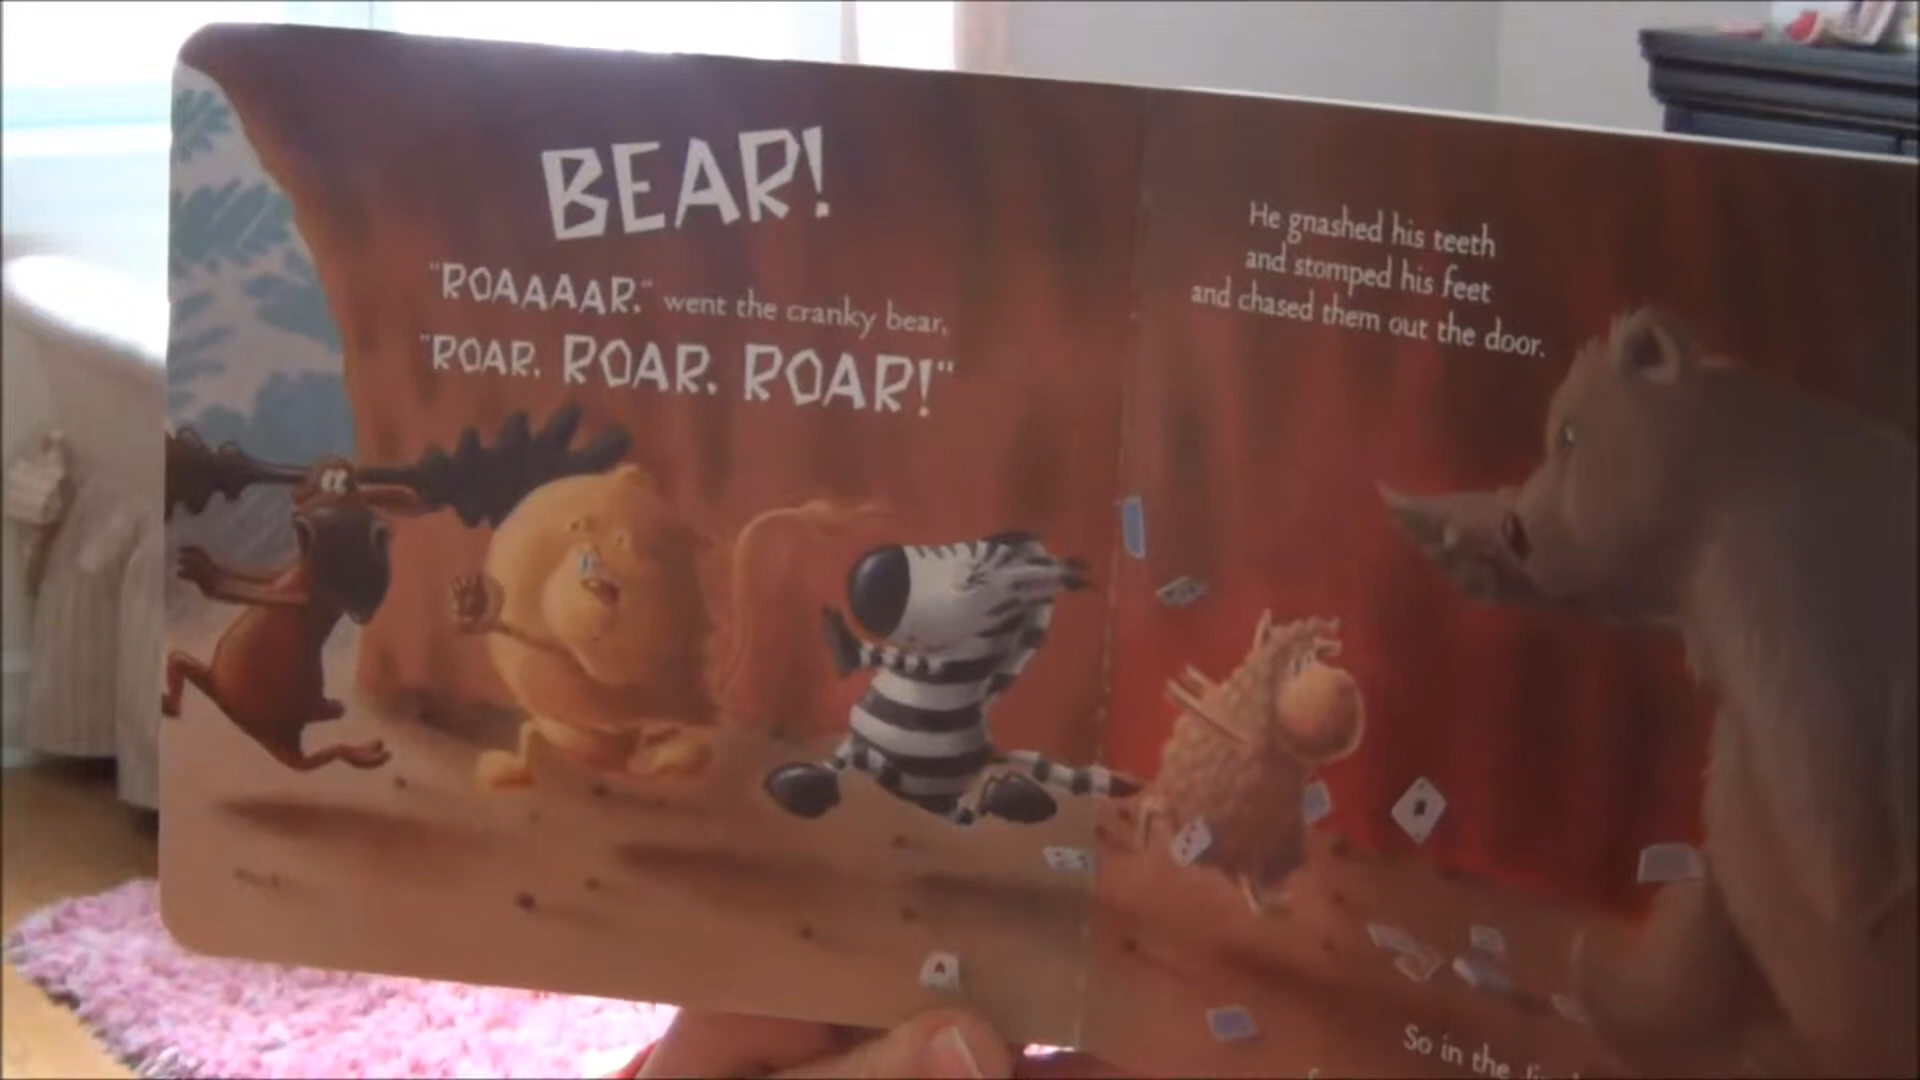 BEAR!
"ROAAAAR," went the cranky bear,
"ROAR, ROAR, ROAR!"
He gnashed his teeth
and stomped his feet
and chased them out the door.
So in the